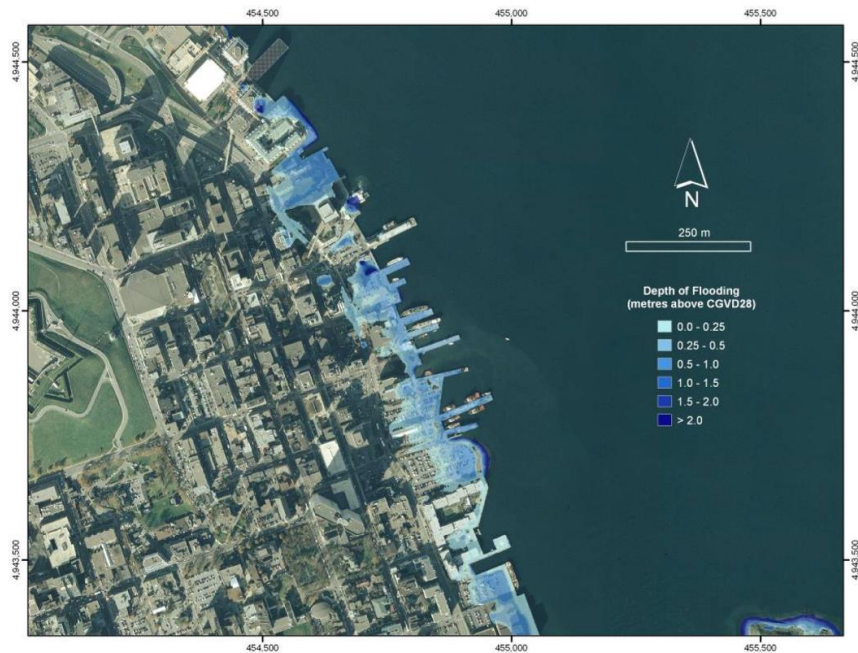 454,500 455,000 455,500
4,944,500 4,944,500
N
250 m
Depth of Flooding
(metres above CGVD28)
4,944,000 4,944,000
0.0 - 0.25
0.25 - 0.5
0.5 - 1.0
1.0 - 1.5
1.5 - 2.0
> 2.0
4,943,500 4,943,500
454,500 455,000 455,500